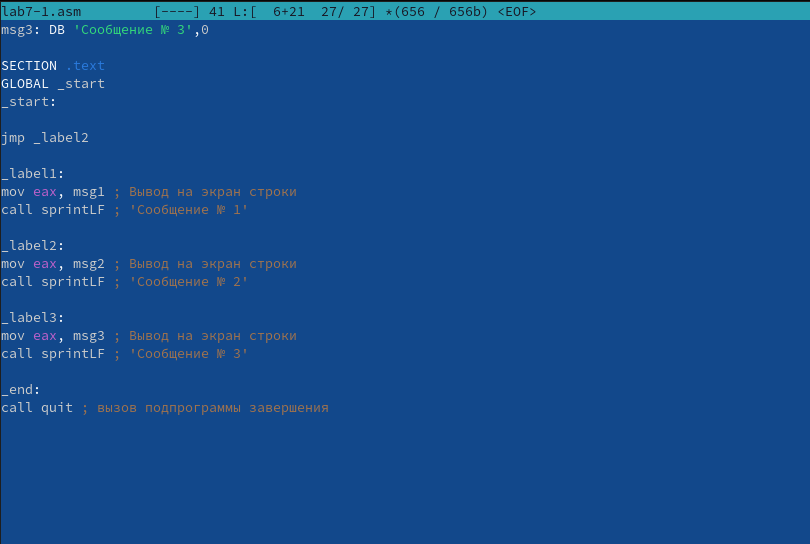 lab7-1.asm [----] 41 L:[ 6+21 27/ 27] *(656 / 656b) <EOF>
msg3: DB 'Сообщение № 3',0
SECTION .text
GLOBAL _start
_start:
jmp _label2
_label1:
mov eax, msg1 ; Вывод на экран строки
call sprintLF ; 'Сообщение № 1'
_label2:
mov eax, msg2 ; Вывод на экран строки
call sprintLF ; 'Сообщение № 2'
_label3:
mov eax, msg3 ; Вывод на экран строки
call sprintLF ; 'Сообщение № 3'
_end:
call quit ; вызов подпрограммы завершения